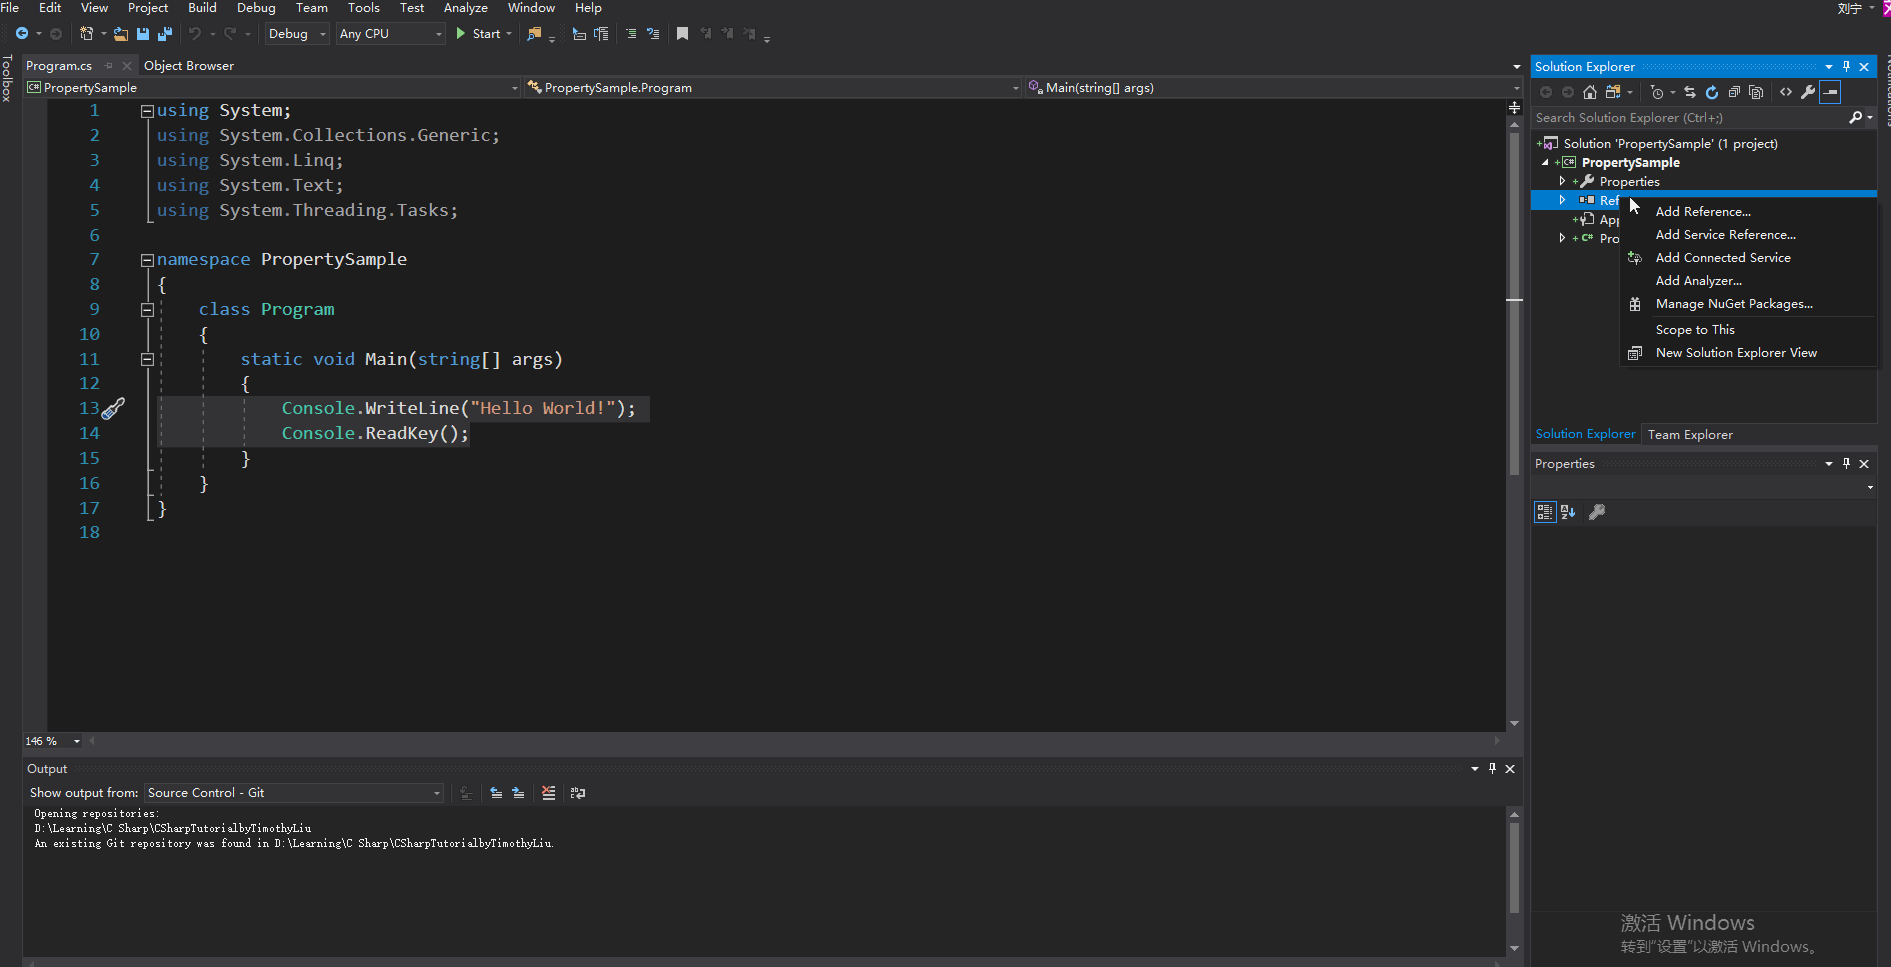 File Edit View Project Build Debug Team Tools Test Analyze Window Help
刘宁
Debug Any CPU Start
Toolbox
Program.cs Object Browser
PropertySample PropertySample.Program Main(string[] args)
1 using System;
2 using System.Collections.Generic;
3 using System.Linq;
4 using System.Text;
5 using System.Threading.Tasks;
6
7 namespace PropertySample
8 {
9 class Program
10 {
11 static void Main(string[] args)
12 {
13 Console.WriteLine("Hello World!");
14 Console.ReadKey();
15 }
16 }
17 }
18
146 %
Output
Show output from: Source Control - Git
Opening repositories:
D:\Learning\C Sharp\CSharpTutorialbyTimothyLiu
An existing Git repository was found in D:\Learning\C Sharp\CSharpTutorialbyTimothyLiu.
Solution Explorer
Search Solution Explorer (Ctrl+;)
Solution 'PropertySample' (1 project)
C# PropertySample
Properties
Ref
App
C# Pro
Add Reference...
Add Service Reference...
Add Connected Service
Add Analyzer...
Manage NuGet Packages...
Scope to This
New Solution Explorer View
Solution Explorer Team Explorer
Properties
激活 Windows
转到"设置"以激活 Windows。